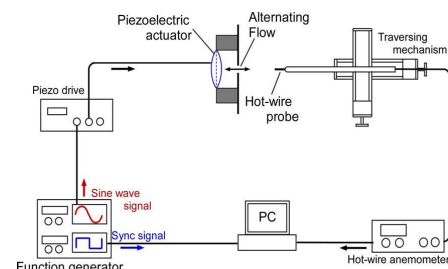 Piezoelectric
actuator
Alternating
Flow
Traversing
mechanism
Hot-wire
probe
Piezo drive
Sine wave
signal
Sync signal
PC
Function generator
Hot-wire anemometer